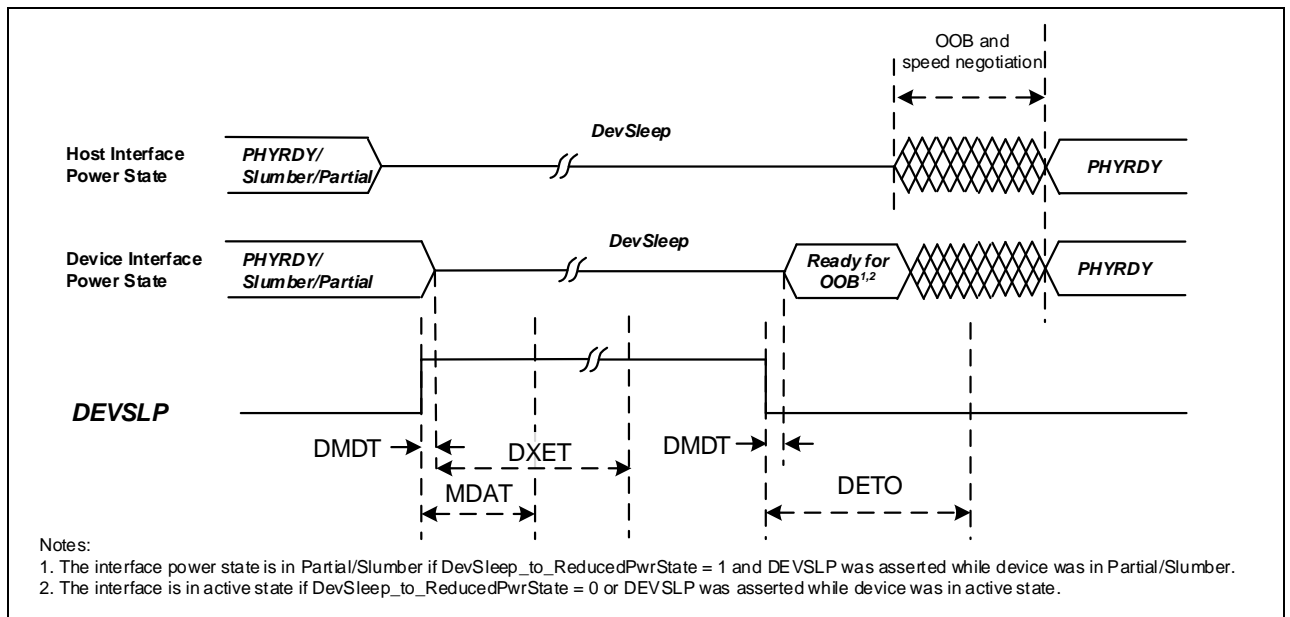 OOB and
speed negotiation
DevSleep
Host Interface
Power State
PHYRDY/
Slumber/Partial
PHYRDY
DevSleep
Device Interface
Power State
PHYRDY/
Slumber/Partial
Ready for
OOB1,2
PHYRDY
DEVSLP
DMDT
DXET
DMDT
MDAT
DETO
Notes:
1. The interface power state is in Partial/Slumber if DevSleep_to_ReducedPwrState = 1 and DEVSLP was asserted while device was in Partial/Slumber.
2. The interface is in active state if DevSleep_to_ReducedPwrState = 0 or DEVSLP was asserted while device was in active state.